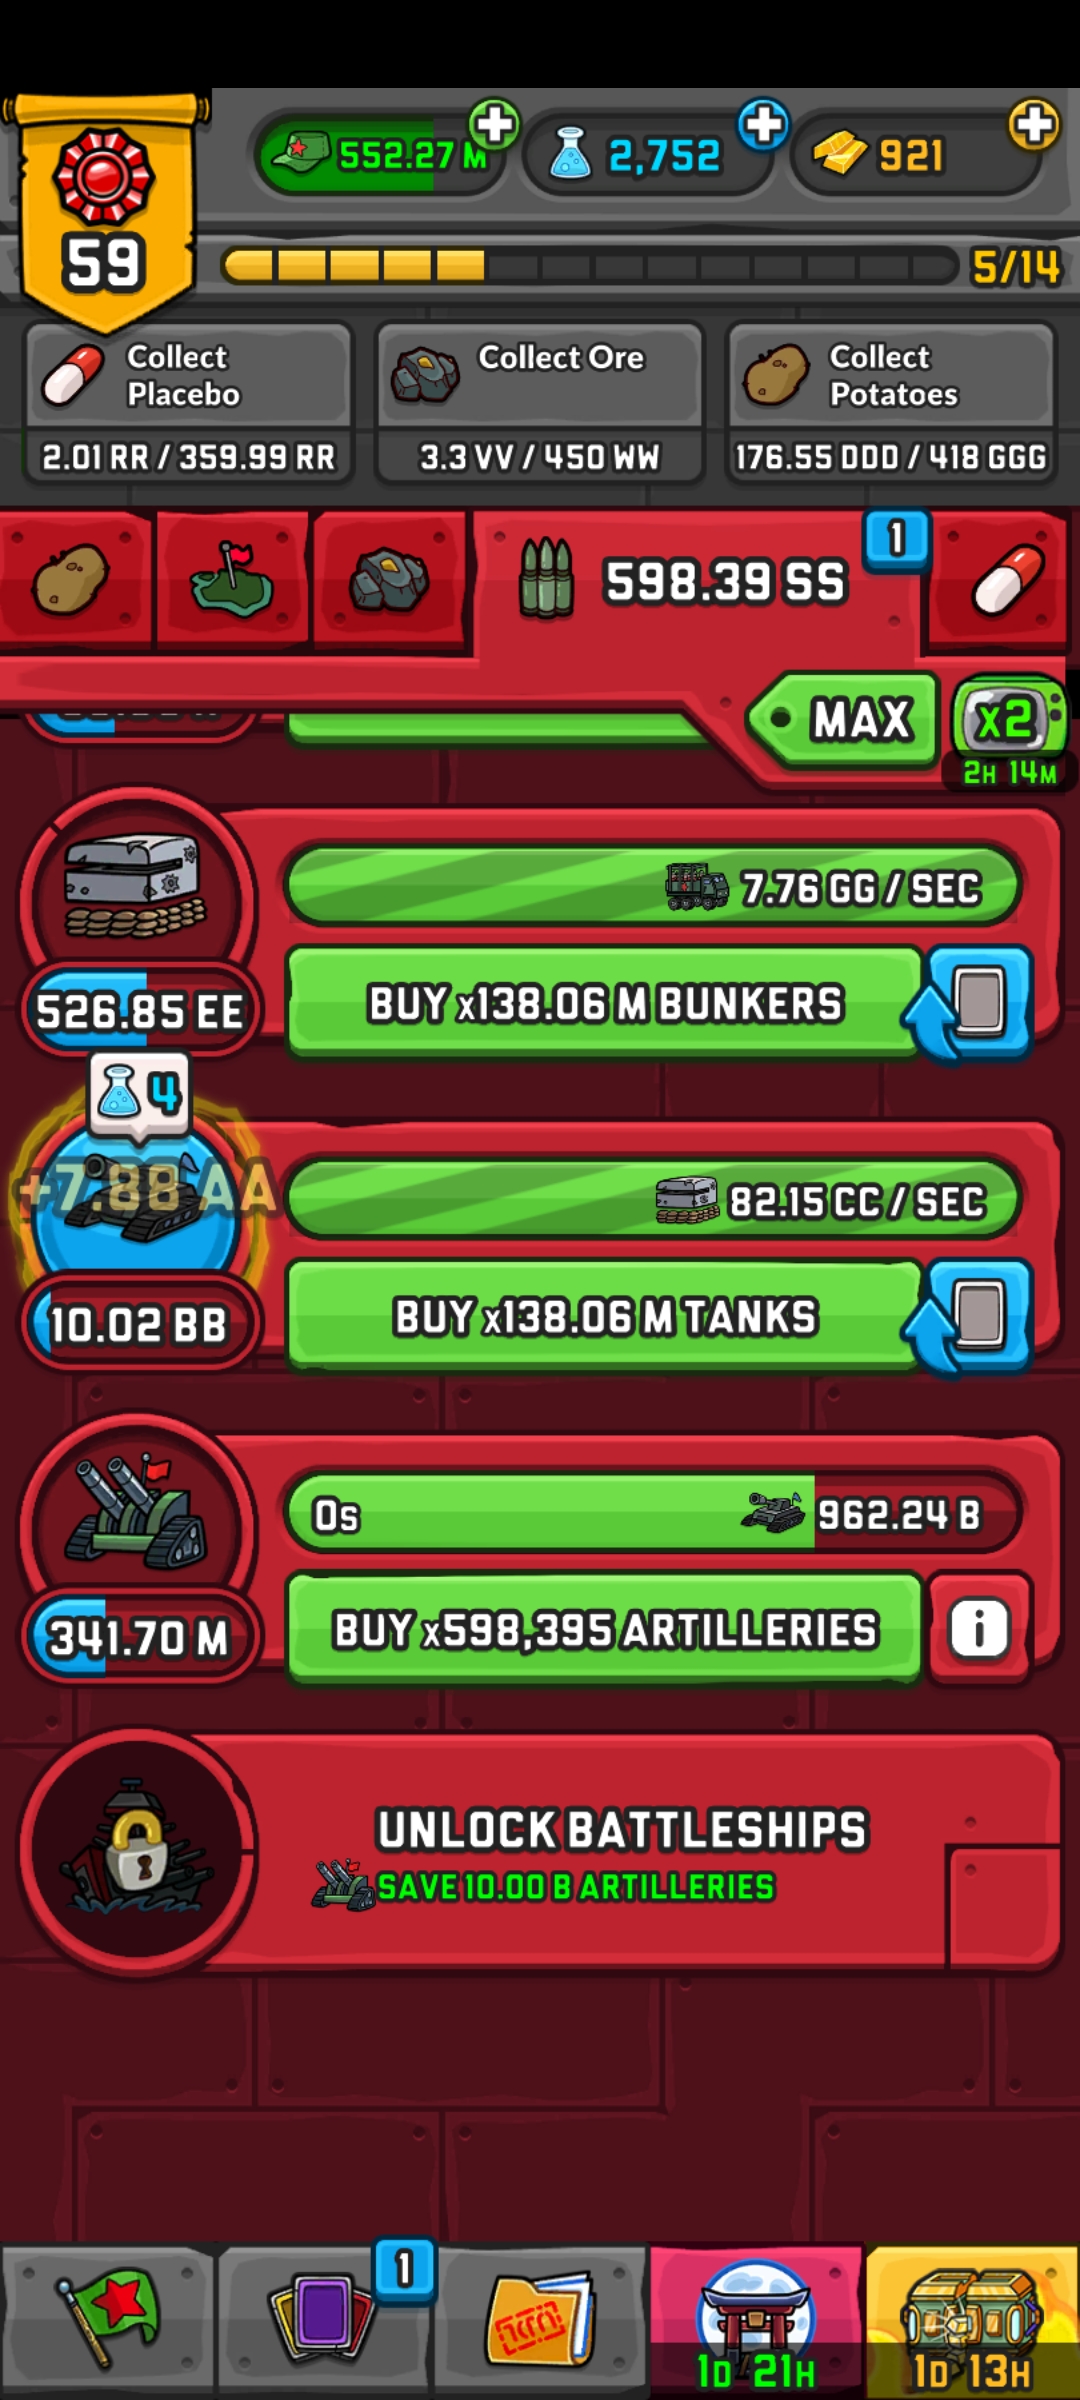 552.27 M
2,752
921
59
5/14
Collect Placebo
2.01 RR / 359.99 RR
Collect Ore
3.3 VV / 450 WW
Collect Potatoes
176.55 DDD / 418 GGG
598.39 SS
1
MAX
x2
2H 14M
7.76 GG / SEC
526.85 EE
BUY x138.06 M BUNKERS
4
+7.88 AA
82.15 CC / SEC
10.02 BB
BUY x138.06 M TANKS
0s
962.24 B
341.70 M
BUY x598,395 ARTILLERIES
i
UNLOCK BATTLESHIPS
SAVE 10.00 B ARTILLERIES
1
1D 21H
1D 13H